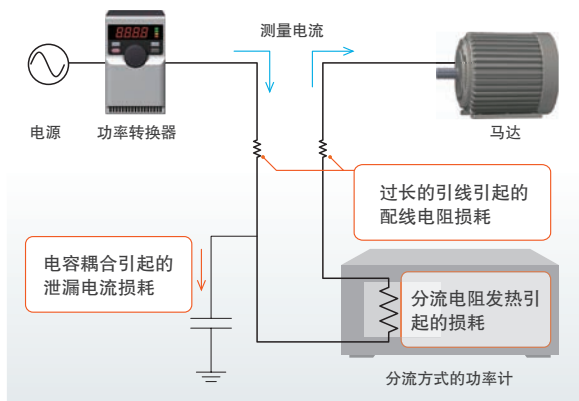 8888
测量电流
电源
功率转换器
马达
过长的引线引起的
配线电阻损耗
电容耦合引起的
泄漏电流损耗
分流电阻发热引
起的损耗
分流方式的功率计